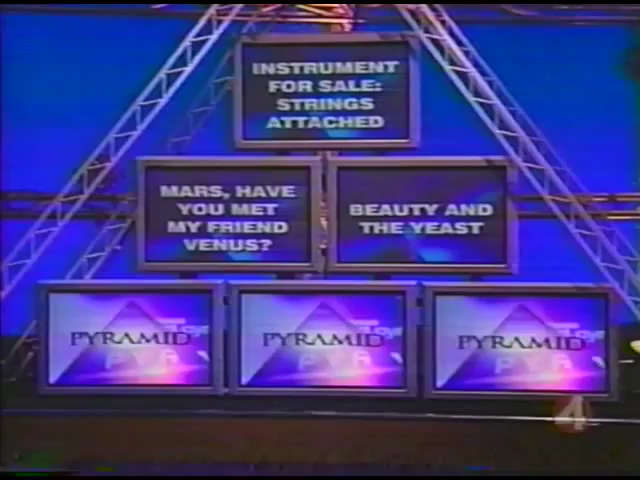 INSTRUMENT
FOR SALE:
STRINGS
ATTACHED
MARS, HAVE
YOU MET
MY FRIEND
VENUS?
BEAUTY AND
THE YEAST
PYRAMID
PYRAMID
PYRAMID
4